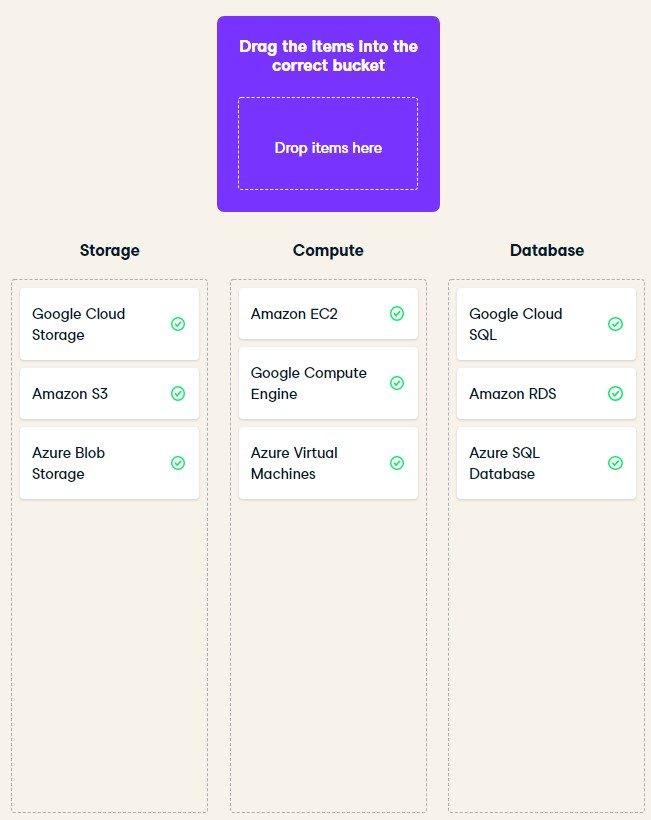 Drag the items into the
correct bucket
Drop items here
Storage
Google Cloud
Storage
Amazon S3
Azure Blob
Storage
Compute
Amazon EC2
Google Compute
Engine
Azure Virtual
Machines
Database
Google Cloud
SQL
Amazon RDS
Azure SQL
Database